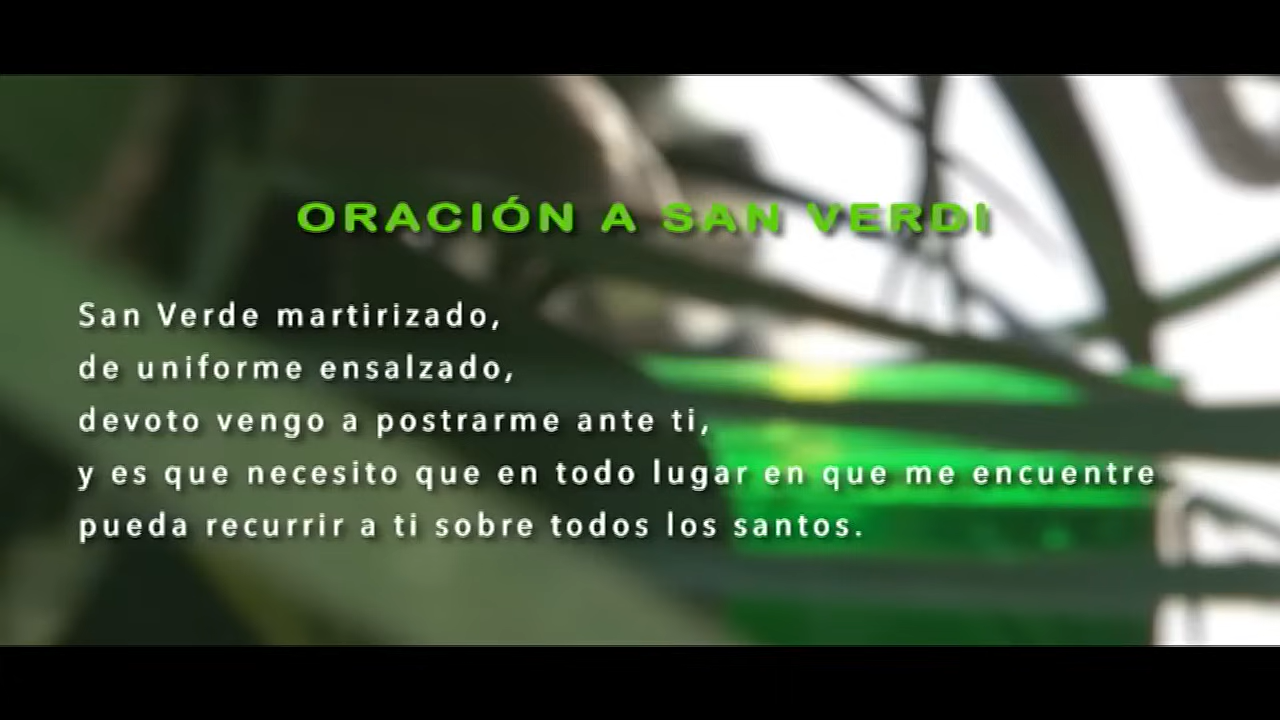 ORACIÓN A SAN VERDI
San Verde martirizado,
de uniforme ensalzado,
devoto vengo a postrarme ante ti,
y es que necesito que en todo lugar en que me encuentre
pueda recurrir a ti sobre todos los santos.